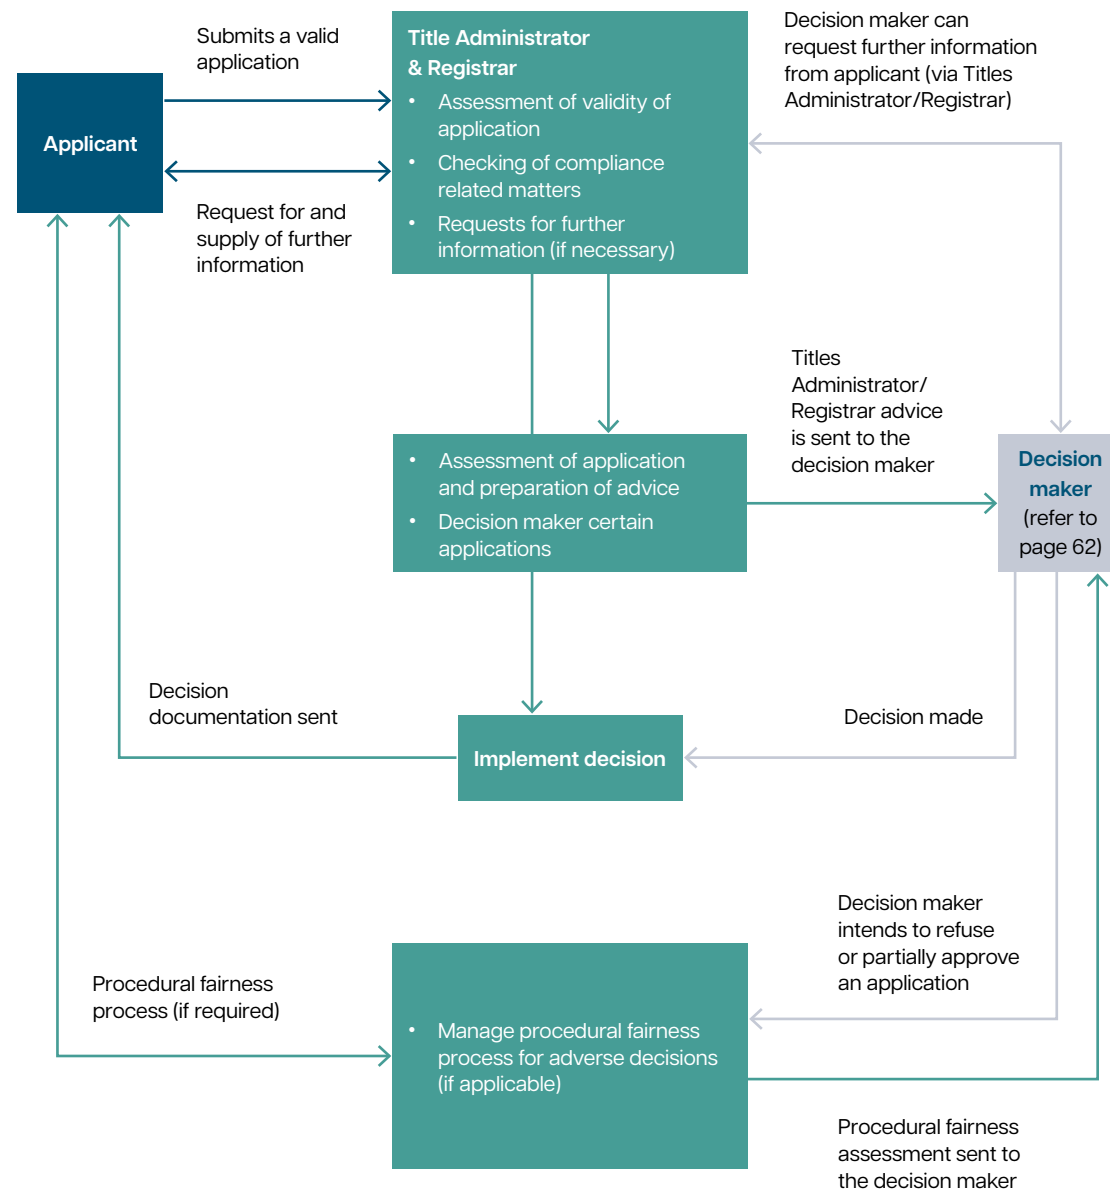 Submits a valid
application
Applicant
Request for and
supply of further
information
Title Administrator
& Registrar
• Assessment of validity of
application
• Checking of compliance
related matters
• Requests for further
information (if necessary)
Decision maker can
request further information
from applicant (via Titles
Administrator/Registrar)
Titles
Administrator/
Registrar advice
is sent to the
decision maker
• Assessment of application
and preparation of advice
• Decision maker certain
applications
Decision
maker
(refer to
page 62)
Decision
documentation sent
Implement decision
Decision made
Decision maker
intends to refuse
or partially approve
an application
Procedural fairness
process (if required)
• Manage procedural fairness
process for adverse decisions
(if applicable)
Procedural fairness
assessment sent to
the decision maker